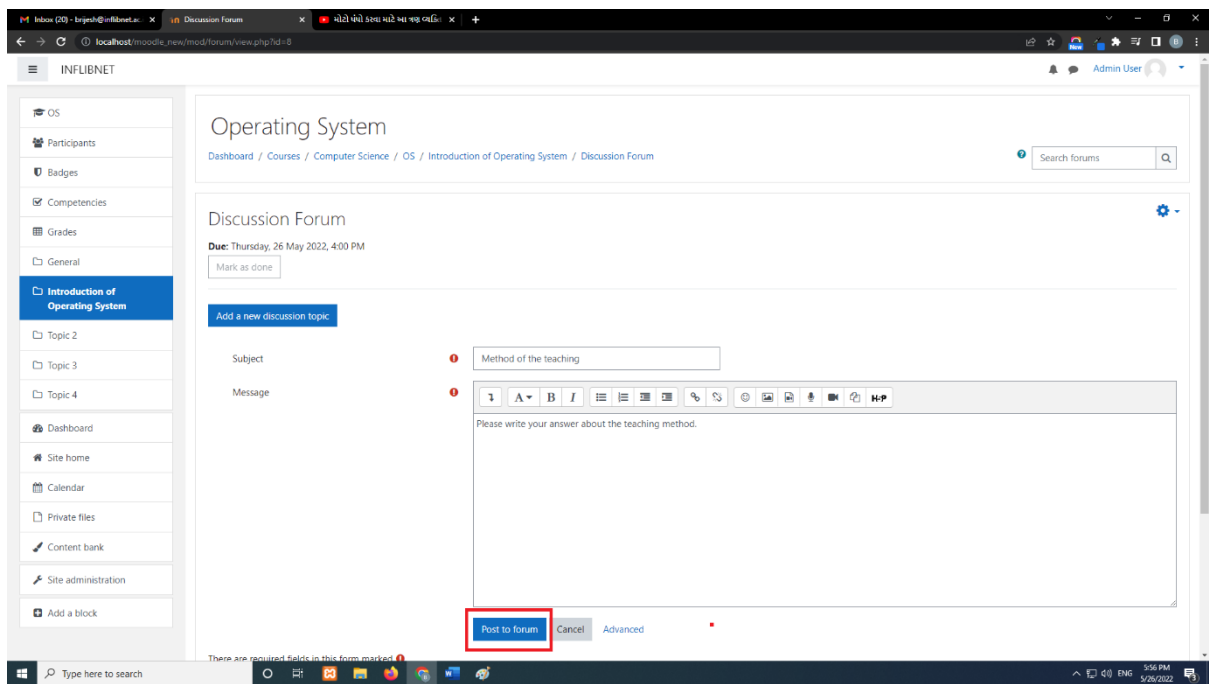 Inbox (20) - brijesh@inflibnet.ac. Discussion Forum મોટો ધંધો કરવા માટે આ ત્રણ વ્યક્તિ
localhost/moodle_new/mod/forum/view.php?id=8 New B
INFLIBNET Admin User
OS
Participants
Badges
Competencies
Grades
General
Introduction of
Operating System
Topic 2
Topic 3
Topic 4
Dashboard
Site home
Calendar
Private files
Content bank
Site administration
Add a block
Operating System
Dashboard / Courses / Computer Science / OS / Introduction of Operating System / Discussion Forum
Search forums
Discussion Forum
Due: Thursday, 26 May 2022, 4:00 PM
Mark as done
Add a new discussion topic
Subject Method of the teaching
Message
A B I H-P
Please write your answer about the teaching method.
Post to forum Cancel Advanced
There are required fields in this form marked
Type here to search ENG 5:56 PM
5/26/2022